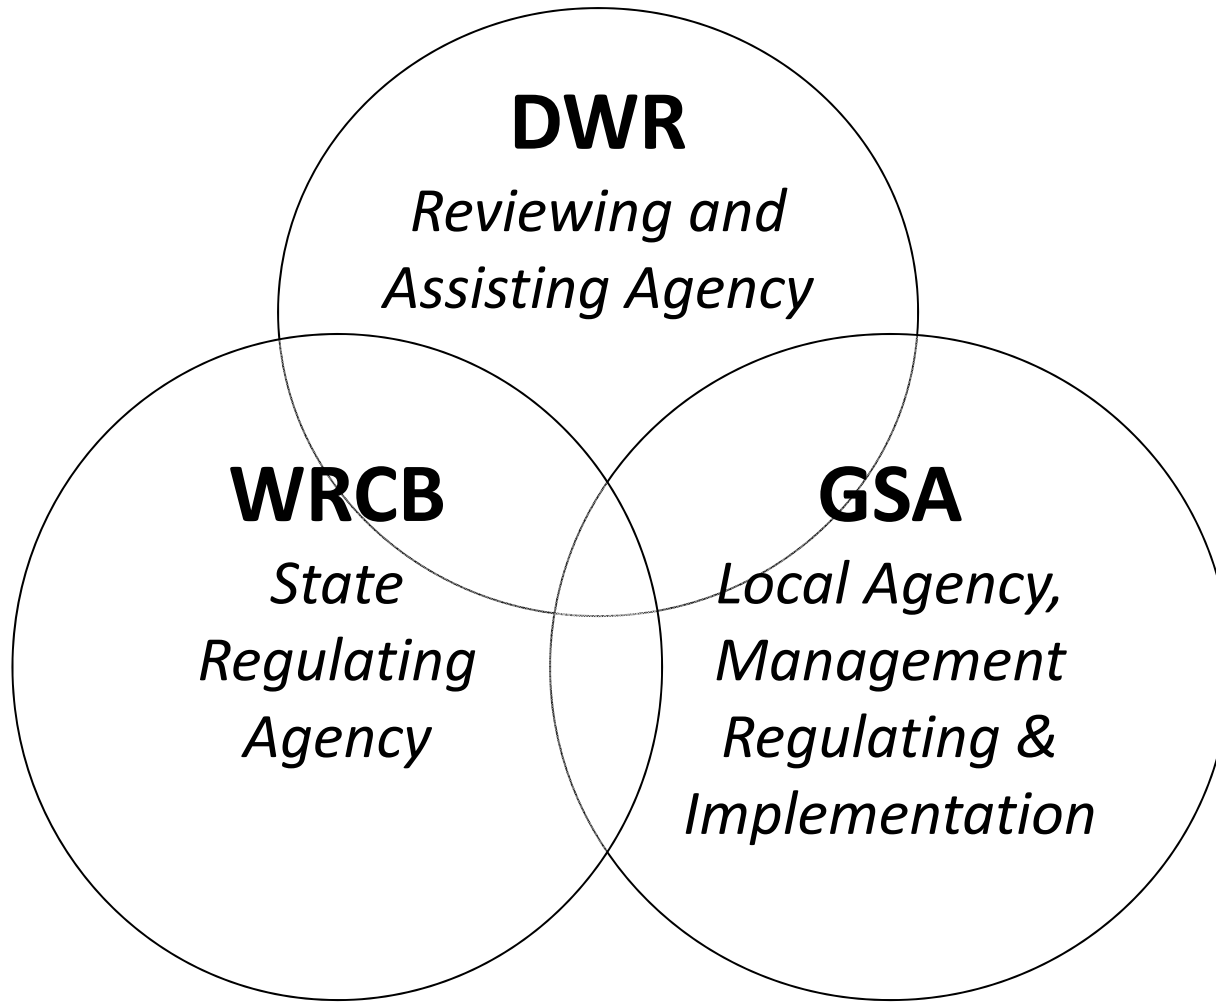 DWR
Reviewing and
Assisting Agency
WRCB
State
Regulating
Agency
GSA
Local Agency,
Management
Regulating &
Implementation